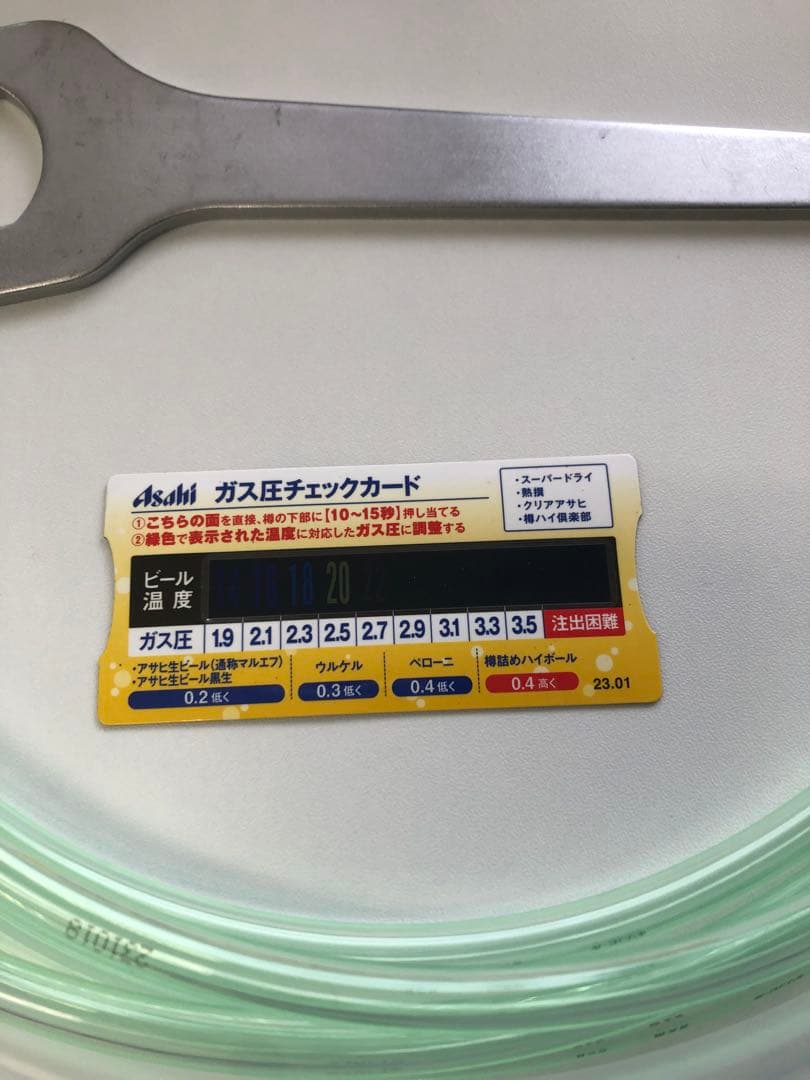 Asahi ガス圧チェックカード
・スーパードライ
・熟撰
・クリアアサヒ
・樽ハイ倶楽部
①こちらの面を直接、樽の下部に【10〜15秒】押し当てる
②緑色で表示された温度に対応したガス圧に調整する
ビール温度 14 16 18 20 22
ガス圧 1.9 2.1 2.3 2.5 2.7 2.9 3.1 3.3 3.5 注出困難
・アサヒ生ビール(通称マルエフ)
・アサヒ生ビール黒生
0.2 低く
ウルケル
0.3 低く
ペローニ
0.4 低く
樽詰めハイボール
0.4 高く
23.01
231018